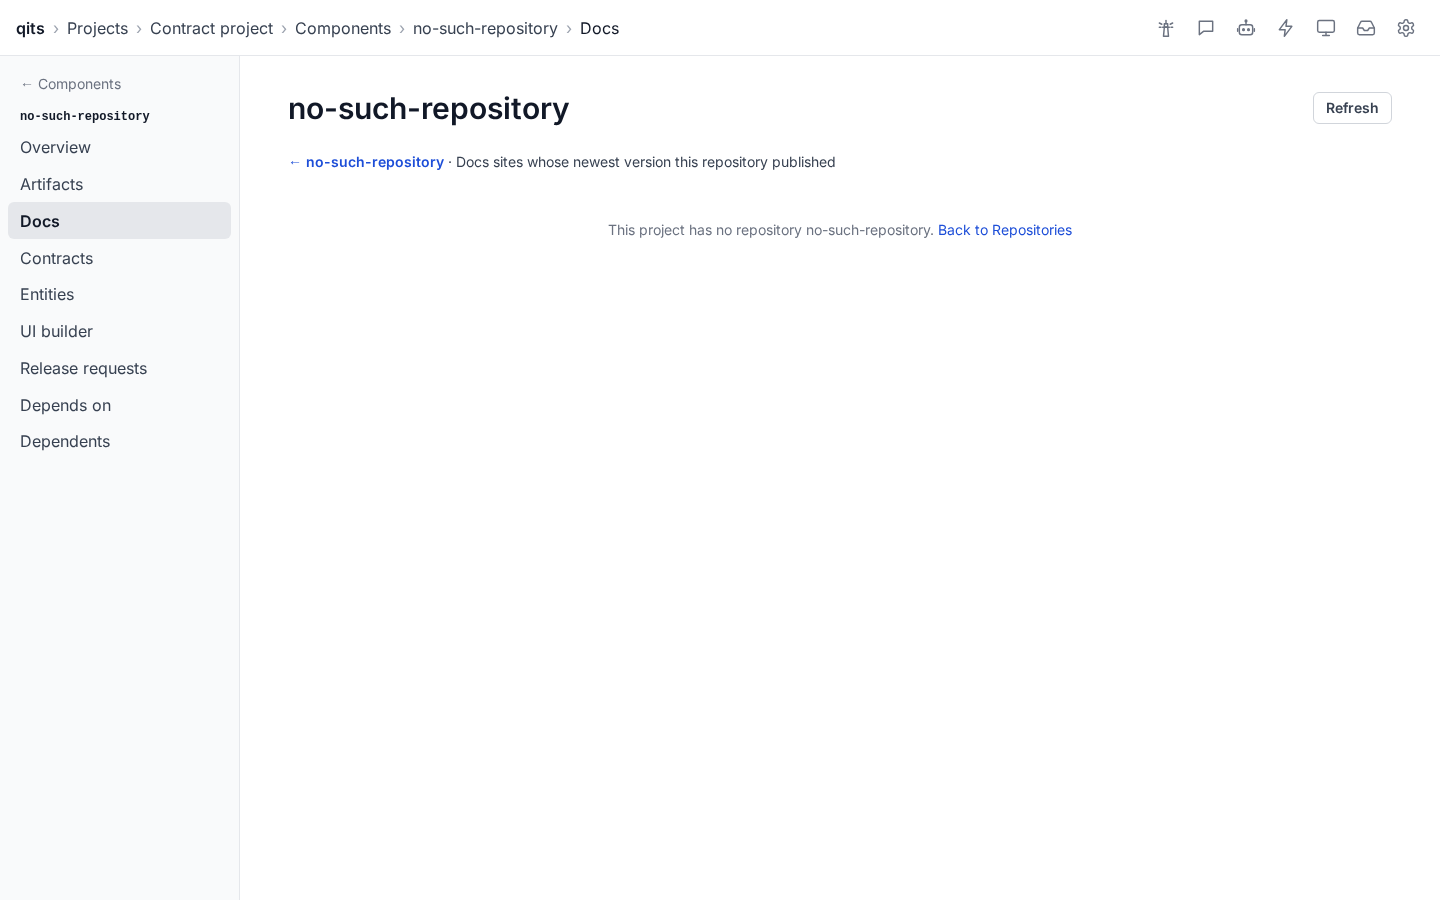 qits › Projects › Contract project › Components › no-such-repository › Docs
← Components
no-such-repository
Overview
Artifacts
Docs
Contracts
Entities
UI builder
Release requests
Depends on
Dependents
no-such-repository
Refresh
← no-such-repository · Docs sites whose newest version this repository published
This project has no repository no-such-repository. Back to Repositories